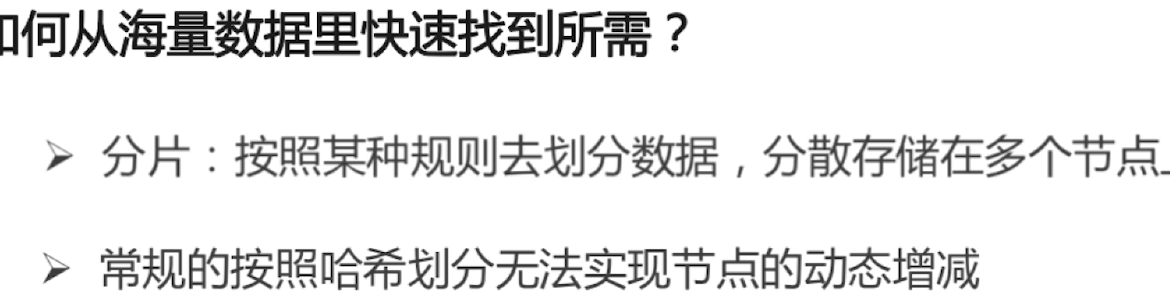 如何从海量数据里快速找到所需？
➢ 分片：按照某种规则去划分数据，分散存储在多个节点上
➢ 常规的按照哈希划分无法实现节点的动态增减